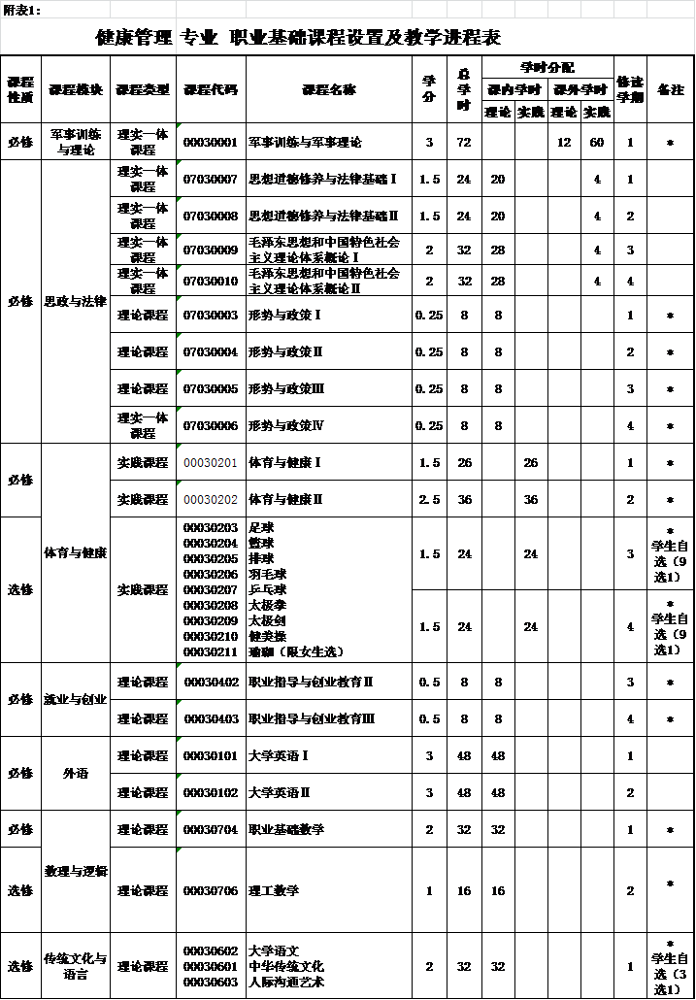 附表1：
健康管理 专业 职业基础课程设置及教学进程表
课程性质 课程模块 课程类型 课程代码 课程名称 学分 总学时 学时分配 修读学期 备注
课内学时 课外学时
理论 实践 理论 实践
必修 军事训练与理论 理实一体课程 00030001 军事训练与军事理论 3 72 12 60 1 *
必修 思政与法律 理实一体课程 07030007 思想道德修养与法律基础Ⅰ 1.5 24 20 4 1
理实一体课程 07030008 思想道德修养与法律基础Ⅱ 1.5 24 20 4 2
理实一体课程 07030009 毛泽东思想和中国特色社会主义理论体系概论Ⅰ 2 32 28 4 3
理实一体课程 07030010 毛泽东思想和中国特色社会主义理论体系概论Ⅱ 2 32 28 4 4
理论课程 07030003 形势与政策Ⅰ 0.25 8 8 1 *
理论课程 07030004 形势与政策Ⅱ 0.25 8 8 2 *
理论课程 07030005 形势与政策Ⅲ 0.25 8 8 3 *
理实一体课程 07030006 形势与政策Ⅳ 0.25 8 8 4 *
必修 体育与健康 实践课程 00030201 体育与健康Ⅰ 1.5 26 26 1 *
实践课程 00030202 体育与健康Ⅱ 2.5 36 36 2 *
选修 实践课程
00030203 足球
00030204 篮球
00030205 排球
00030206 羽毛球
00030207 乒乓球
00030208 太极拳
00030209 太极剑
00030210 健美操
00030211 瑜珈（限女生选）
1.5 24 24 3 * 学生自选（9选1）
1.5 24 24 4 * 学生自选（9选1）
必修 就业与创业 理论课程 00030402 职业指导与创业教育Ⅱ 0.5 8 8 3 *
理论课程 00030403 职业指导与创业教育Ⅲ 0.5 8 8 4 *
必修 外语 理论课程 00030101 大学英语Ⅰ 3 48 48 1
理论课程 00030102 大学英语Ⅱ 3 48 48 2
必修 数理与逻辑 理论课程 00030704 职业基础数学 2 32 32 1 *
选修 理论课程 00030706 理工数学 1 16 16 2 *
选修 传统文化与语言 理论课程
00030602 大学语文
00030601 中华传统文化
00030603 人际沟通艺术
2 32 32 1 * 学生自选（3选1）